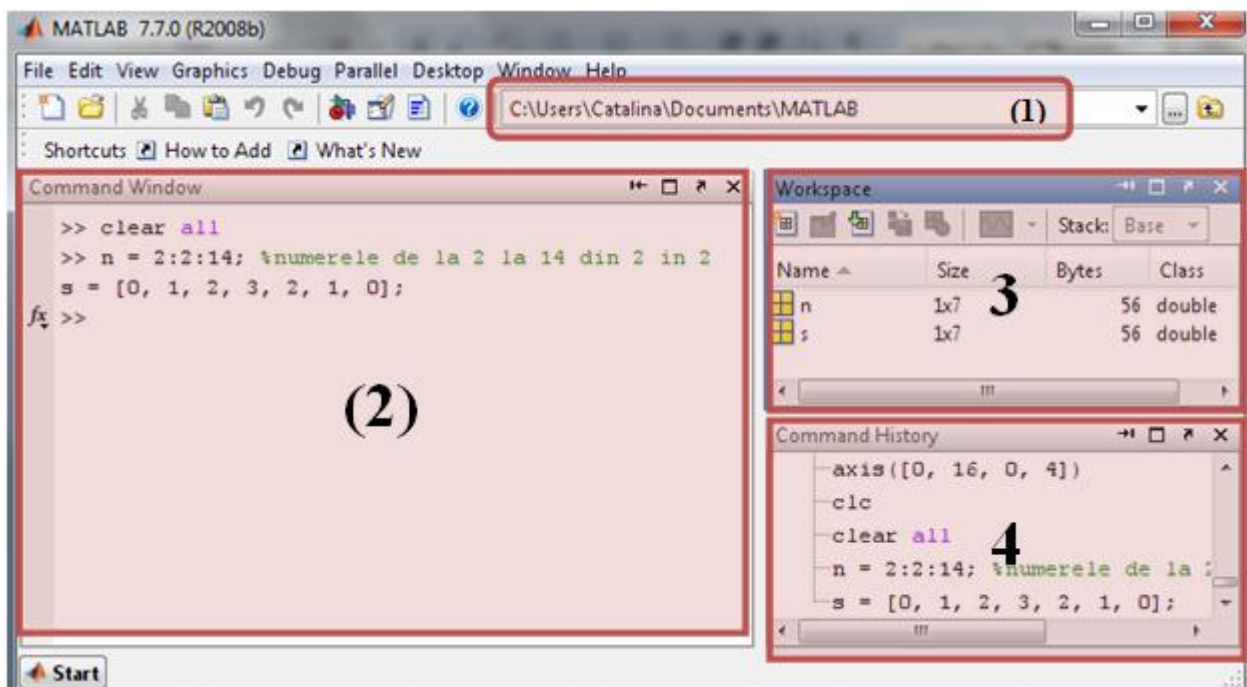 MATLAB 7.7.0 (R2008b)
File Edit View Graphics Debug Parallel Desktop Window Help
C:\Users\Catalina\Documents\MATLAB (1)
Shortcuts How to Add What's New
Command Window
>> clear all
>> n = 2:2:14; %numerele de la 2 la 14 din 2 in 2
s = [0, 1, 2, 3, 2, 1, 0];
fx >>
(2)
Workspace
Stack: Base
Name Size Bytes Class
n 1x7 56 double
s 1x7 56 double
3
Command History
axis([0, 16, 0, 4])
clc
clear all
n = 2:2:14; %numerele de la 2
s = [0, 1, 2, 3, 2, 1, 0];
4
Start